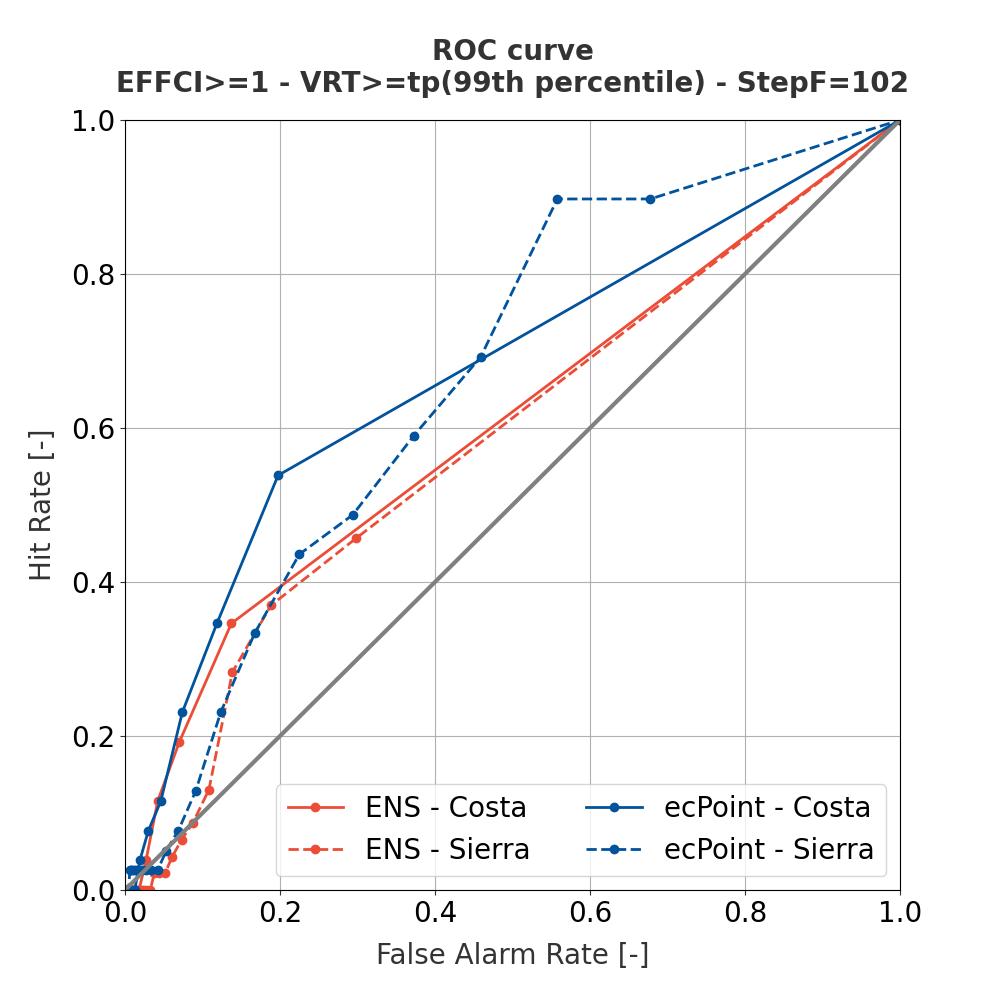 ROC curve
EFFCI>=1 - VRT>=tp(99th percentile) - StepF=102
1.0
0.8
0.6
0.4
0.2
0.0
Hit Rate [-]
ENS - Costa
ENS - Sierra
ecPoint - Costa
ecPoint - Sierra
0.0 0.2 0.4 0.6 0.8 1.0
False Alarm Rate [-]